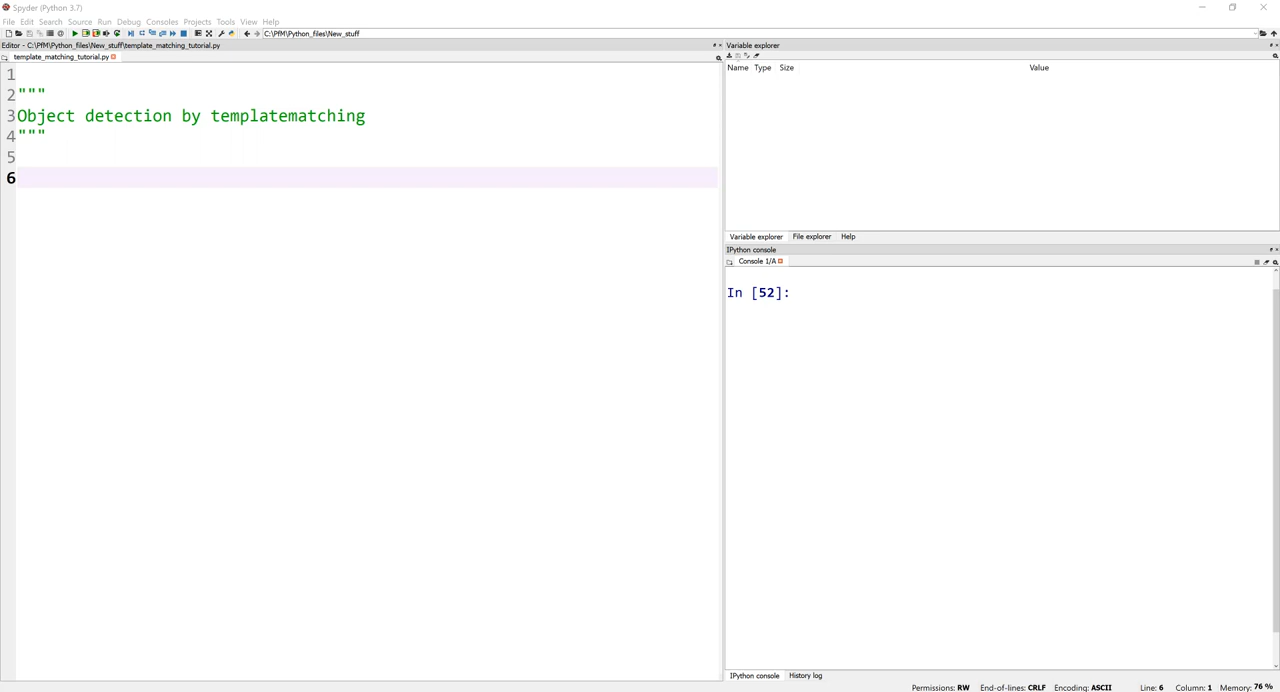 Spyder (Python 3.7)
File Edit Search Source Run Debug Consoles Projects Tools View Help
C:\PfM\Python_files\New_stuff
Editor - C:\PfM\Python_files\New_stuff\template_matching_tutorial.py
template_matching_tutorial.py
1
2 """
3 Object detection by templatematching
4 """
5
6
Variable explorer
Name Type Size Value
Variable explorer File explorer Help
IPython console
Console 1/A
In [52]:
IPython console History log
Permissions: RW End-of-lines: CRLF Encoding: ASCII Line: 6 Column: 1 Memory: 76 %